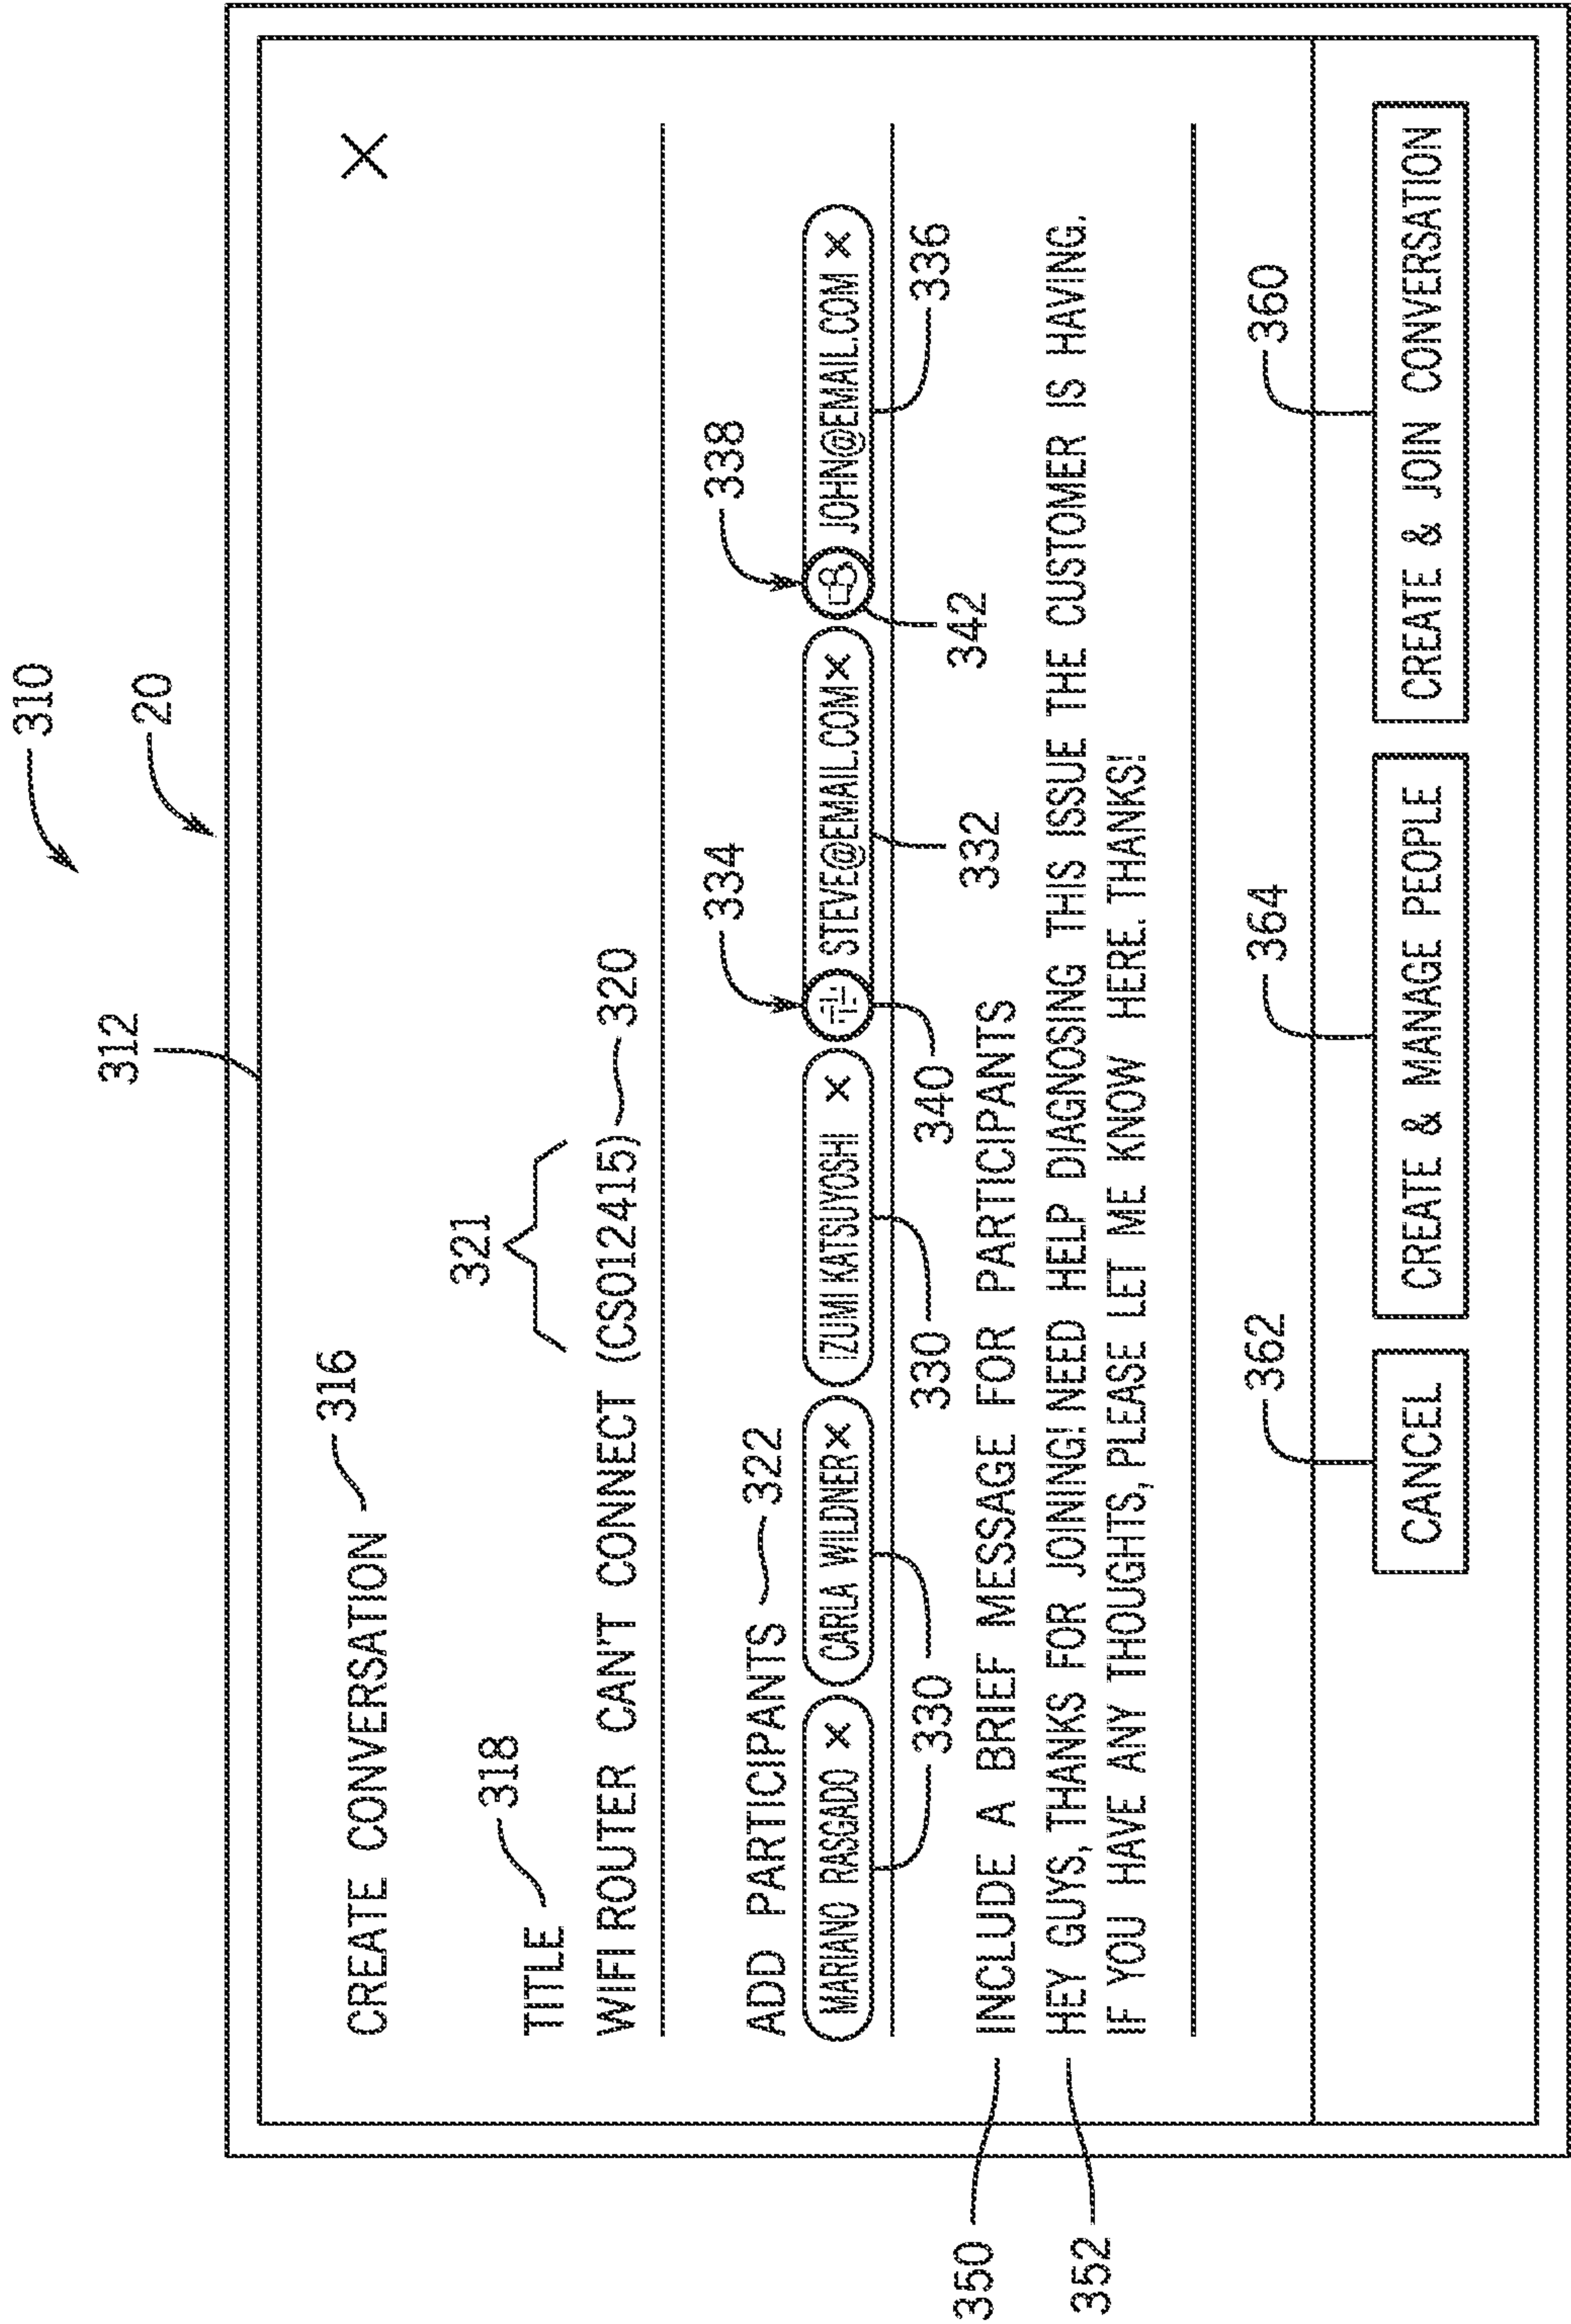 310
20
312
CREATE CONVERSATION 316
TITLE 318
321
WIFI ROUTER CAN'T CONNECT (CS012415) 320
ADD PARTICIPANTS 322
334
338
MARIANO RASGADO X CARLA WILDNER X IZUMI KATSUYOSHI X STEVE@EMAIL.COM X JOHN@EMAIL.COM X
330 330 340 332 342 336
350 INCLUDE A BRIEF MESSAGE FOR PARTICIPANTS
352 HEY GUYS, THANKS FOR JOINING! NEED HELP DIAGNOSING THIS ISSUE THE CUSTOMER IS HAVING.
IF YOU HAVE ANY THOUGHTS, PLEASE LET ME KNOW HERE. THANKS!
362 364 360
CANCEL CREATE & MANAGE PEOPLE CREATE & JOIN CONVERSATION